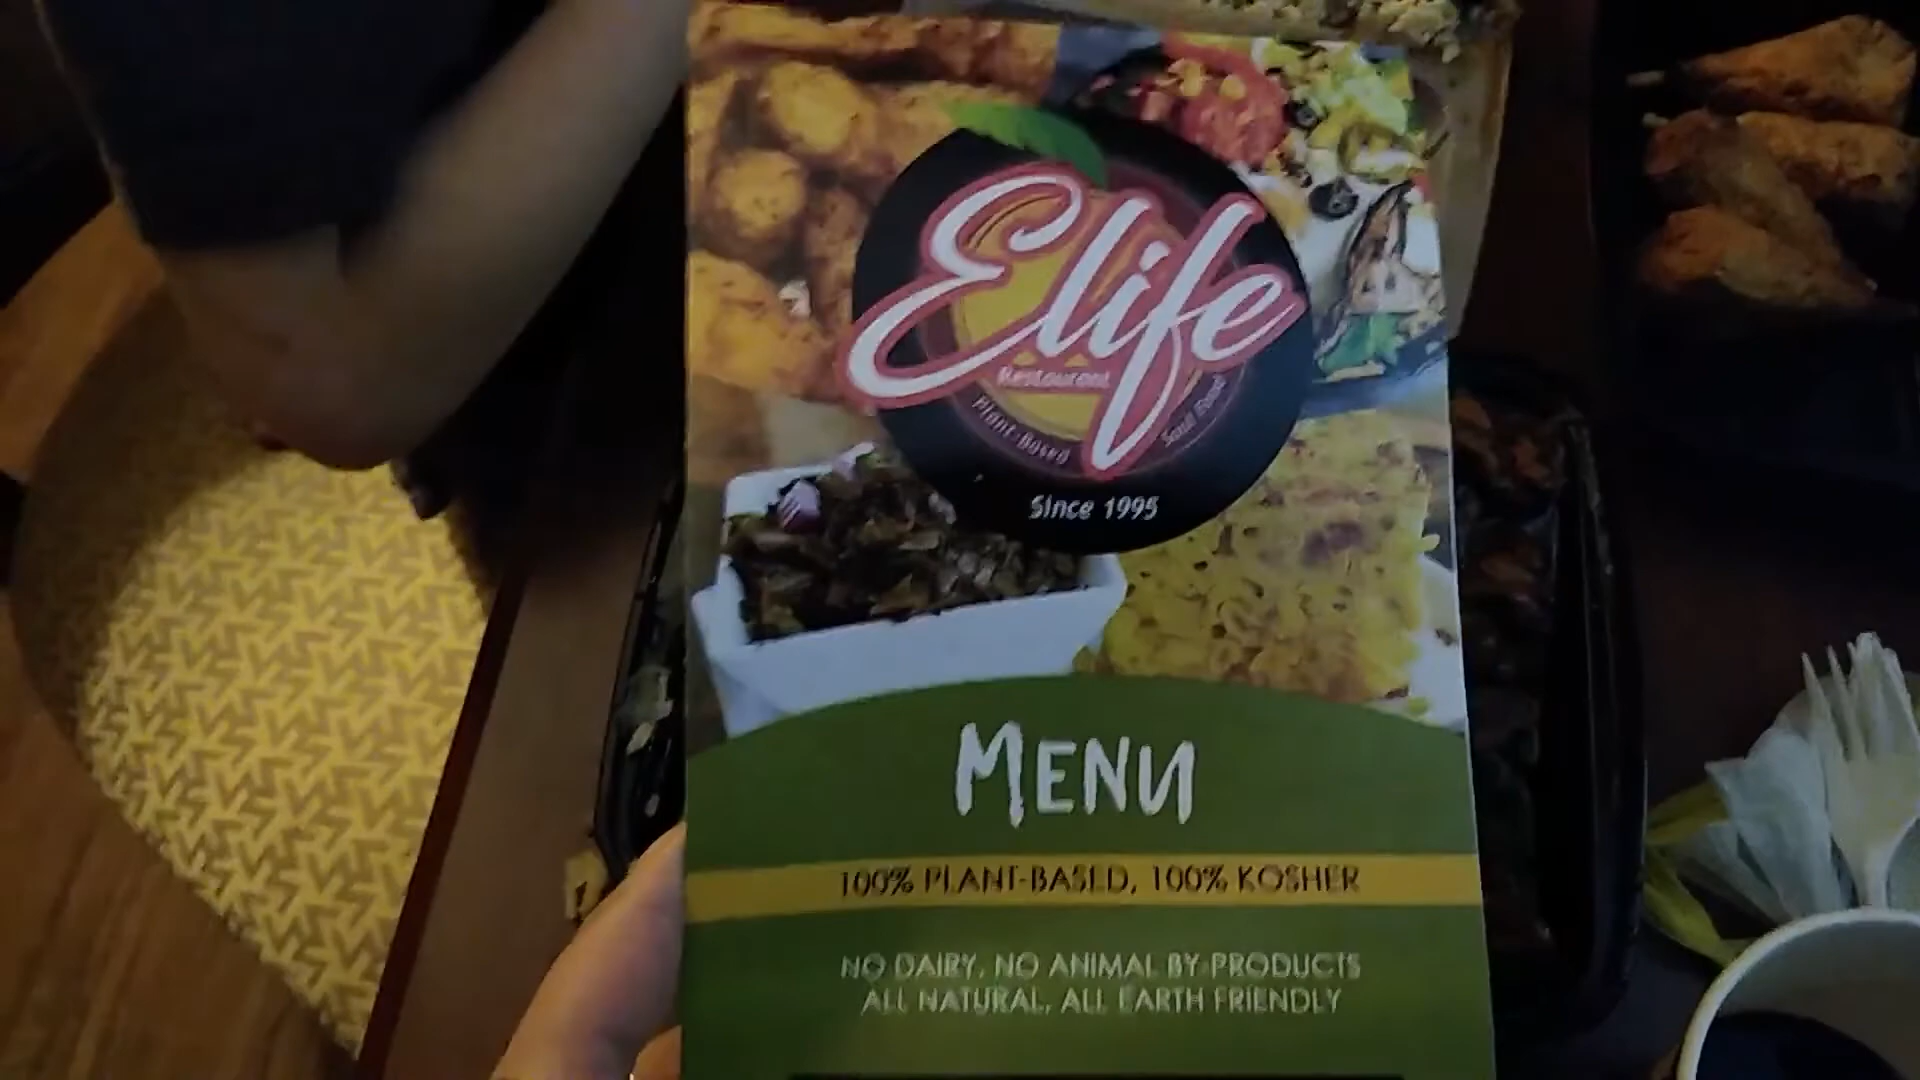 Elife
Restaurant
Plant-Based Soul Food
Since 1995
MENU
100% PLANT-BASED, 100% KOSHER
NO DAIRY, NO ANIMAL BY-PRODUCTS
ALL NATURAL, ALL EARTH FRIENDLY